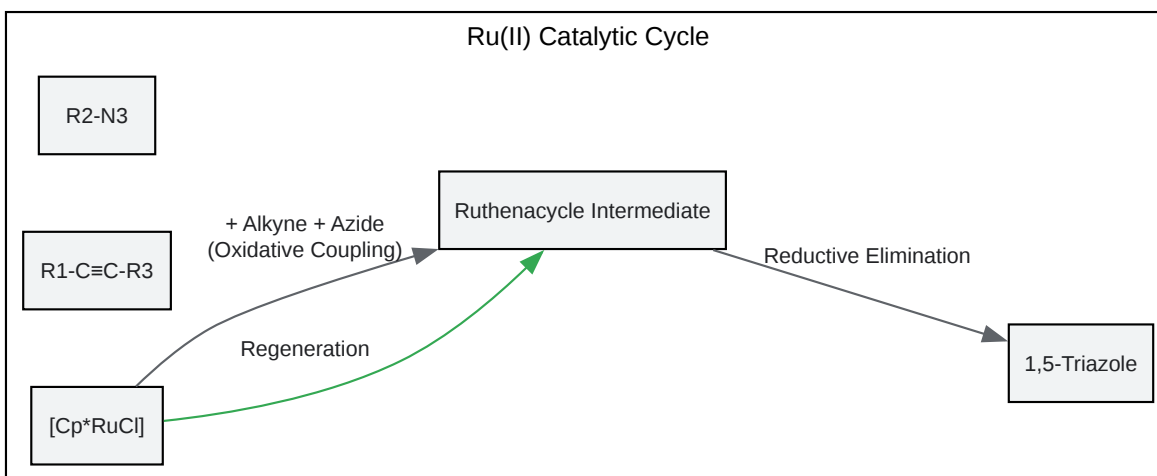 Ru(II) Catalytic Cycle
R2-N3
R1-C≡C-R3
[Cp*RuCl]
+ Alkyne + Azide
(Oxidative Coupling)
Regeneration
Ruthenacycle Intermediate
Reductive Elimination
1,5-Triazole